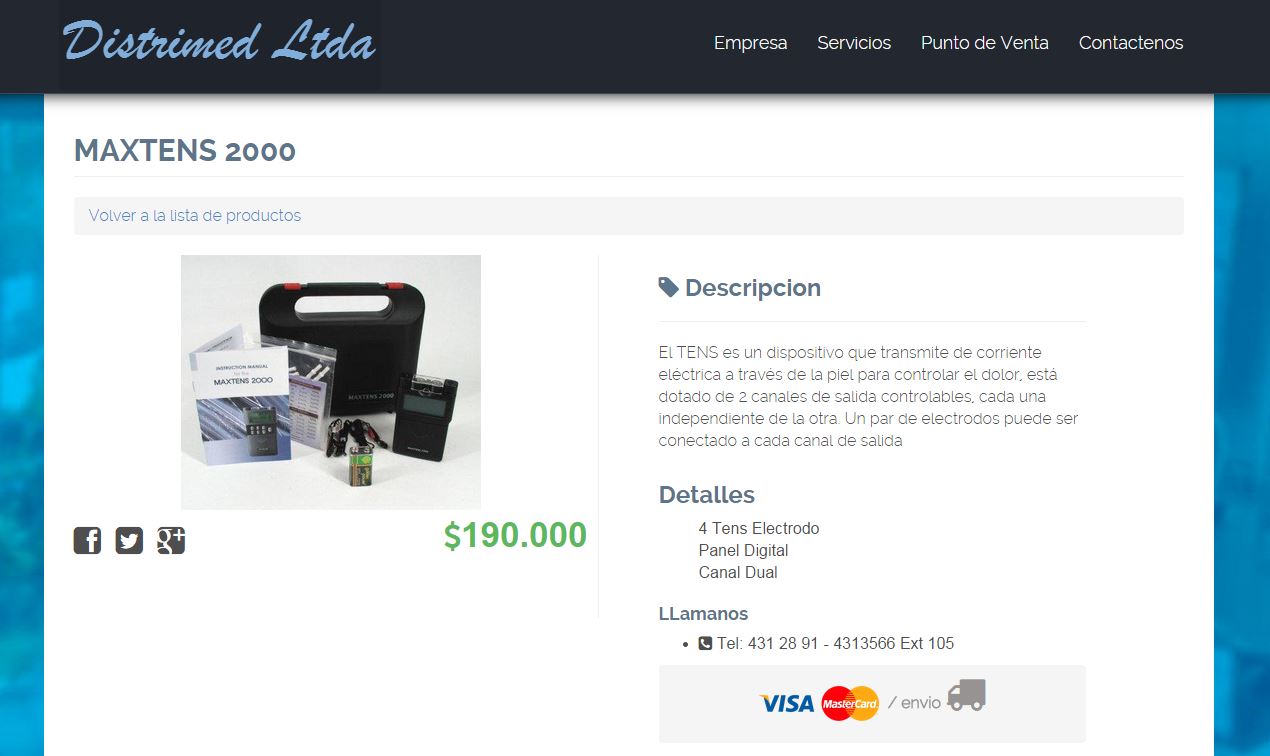 Distrimed Ltda
Empresa Servicios Punto de Venta Contactenos
MAXTENS 2000
Volver a la lista de productos
INSTRUCTION MANUAL
for the
MAXTENS 2000
MAXTENS 2000
$190.000
Descripcion
El TENS es un dispositivo que transmite de corriente
eléctrica a través de la piel para controlar el dolor, está
dotado de 2 canales de salida controlables, cada una
independiente de la otra. Un par de electrodos puede ser
conectado a cada canal de salida
Detalles
4 Tens Electrodo
Panel Digital
Canal Dual
LLamanos
• Tel: 431 28 91 - 4313566 Ext 105
VISA MasterCard / envio